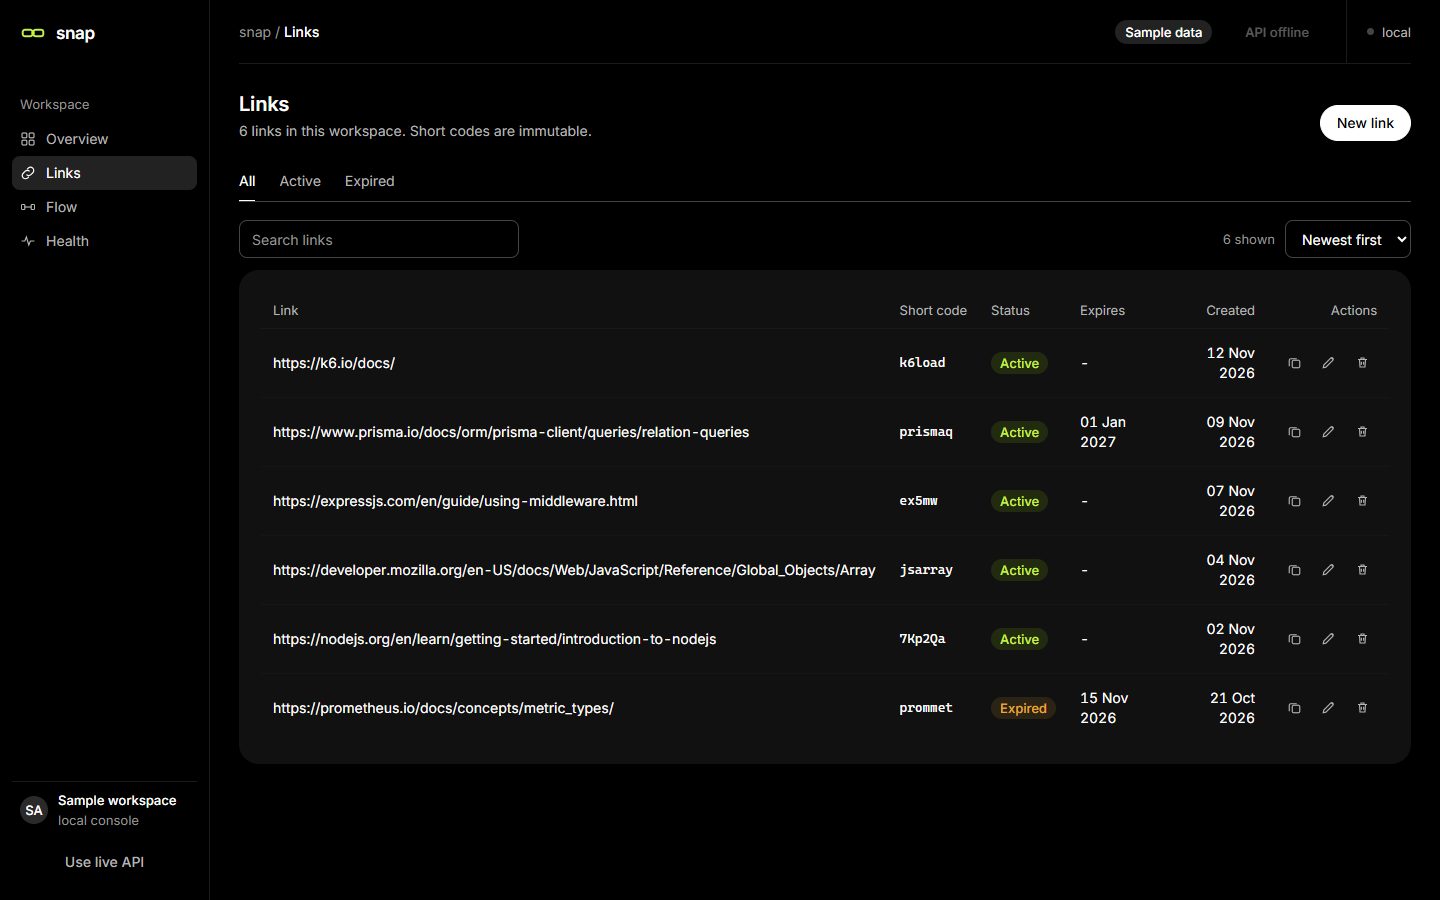 snap
snap / Links
Sample data
API offline
local
Workspace
Overview
Links
Flow
Health
Links
6 links in this workspace. Short codes are immutable.
New link
All Active Expired
Search links
6 shown
Newest first
Link Short code Status Expires Created Actions
https://k6.io/docs/ k6load Active - 12 Nov
2026
https://www.prisma.io/docs/orm/prisma-client/queries/relation-queries prismaq Active 01 Jan 09 Nov
2027 2026
https://expressjs.com/en/guide/using-middleware.html ex5mw Active - 07 Nov
2026
https://developer.mozilla.org/en-US/docs/Web/JavaScript/Reference/Global_Objects/Array jsarray Active - 04 Nov
2026
https://nodejs.org/en/learn/getting-started/introduction-to-nodejs 7Kp2Qa Active - 02 Nov
2026
https://prometheus.io/docs/concepts/metric_types/ prommet Expired 15 Nov 21 Oct
2026 2026
SA
Sample workspace
local console
Use live API